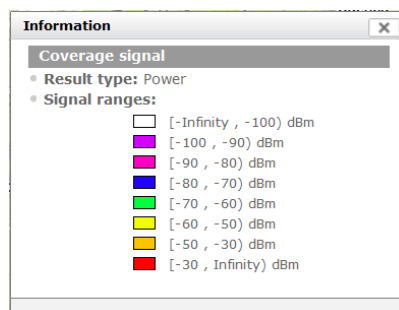 Information
Coverage signal
Result type: Power
Signal ranges:
[-Infinity , -100) dBm
[-100 , -90) dBm
[-90 , -80) dBm
[-80 , -70) dBm
[-70 , -60) dBm
[-60 , -50) dBm
[-50 , -30) dBm
[-30 , Infinity) dBm